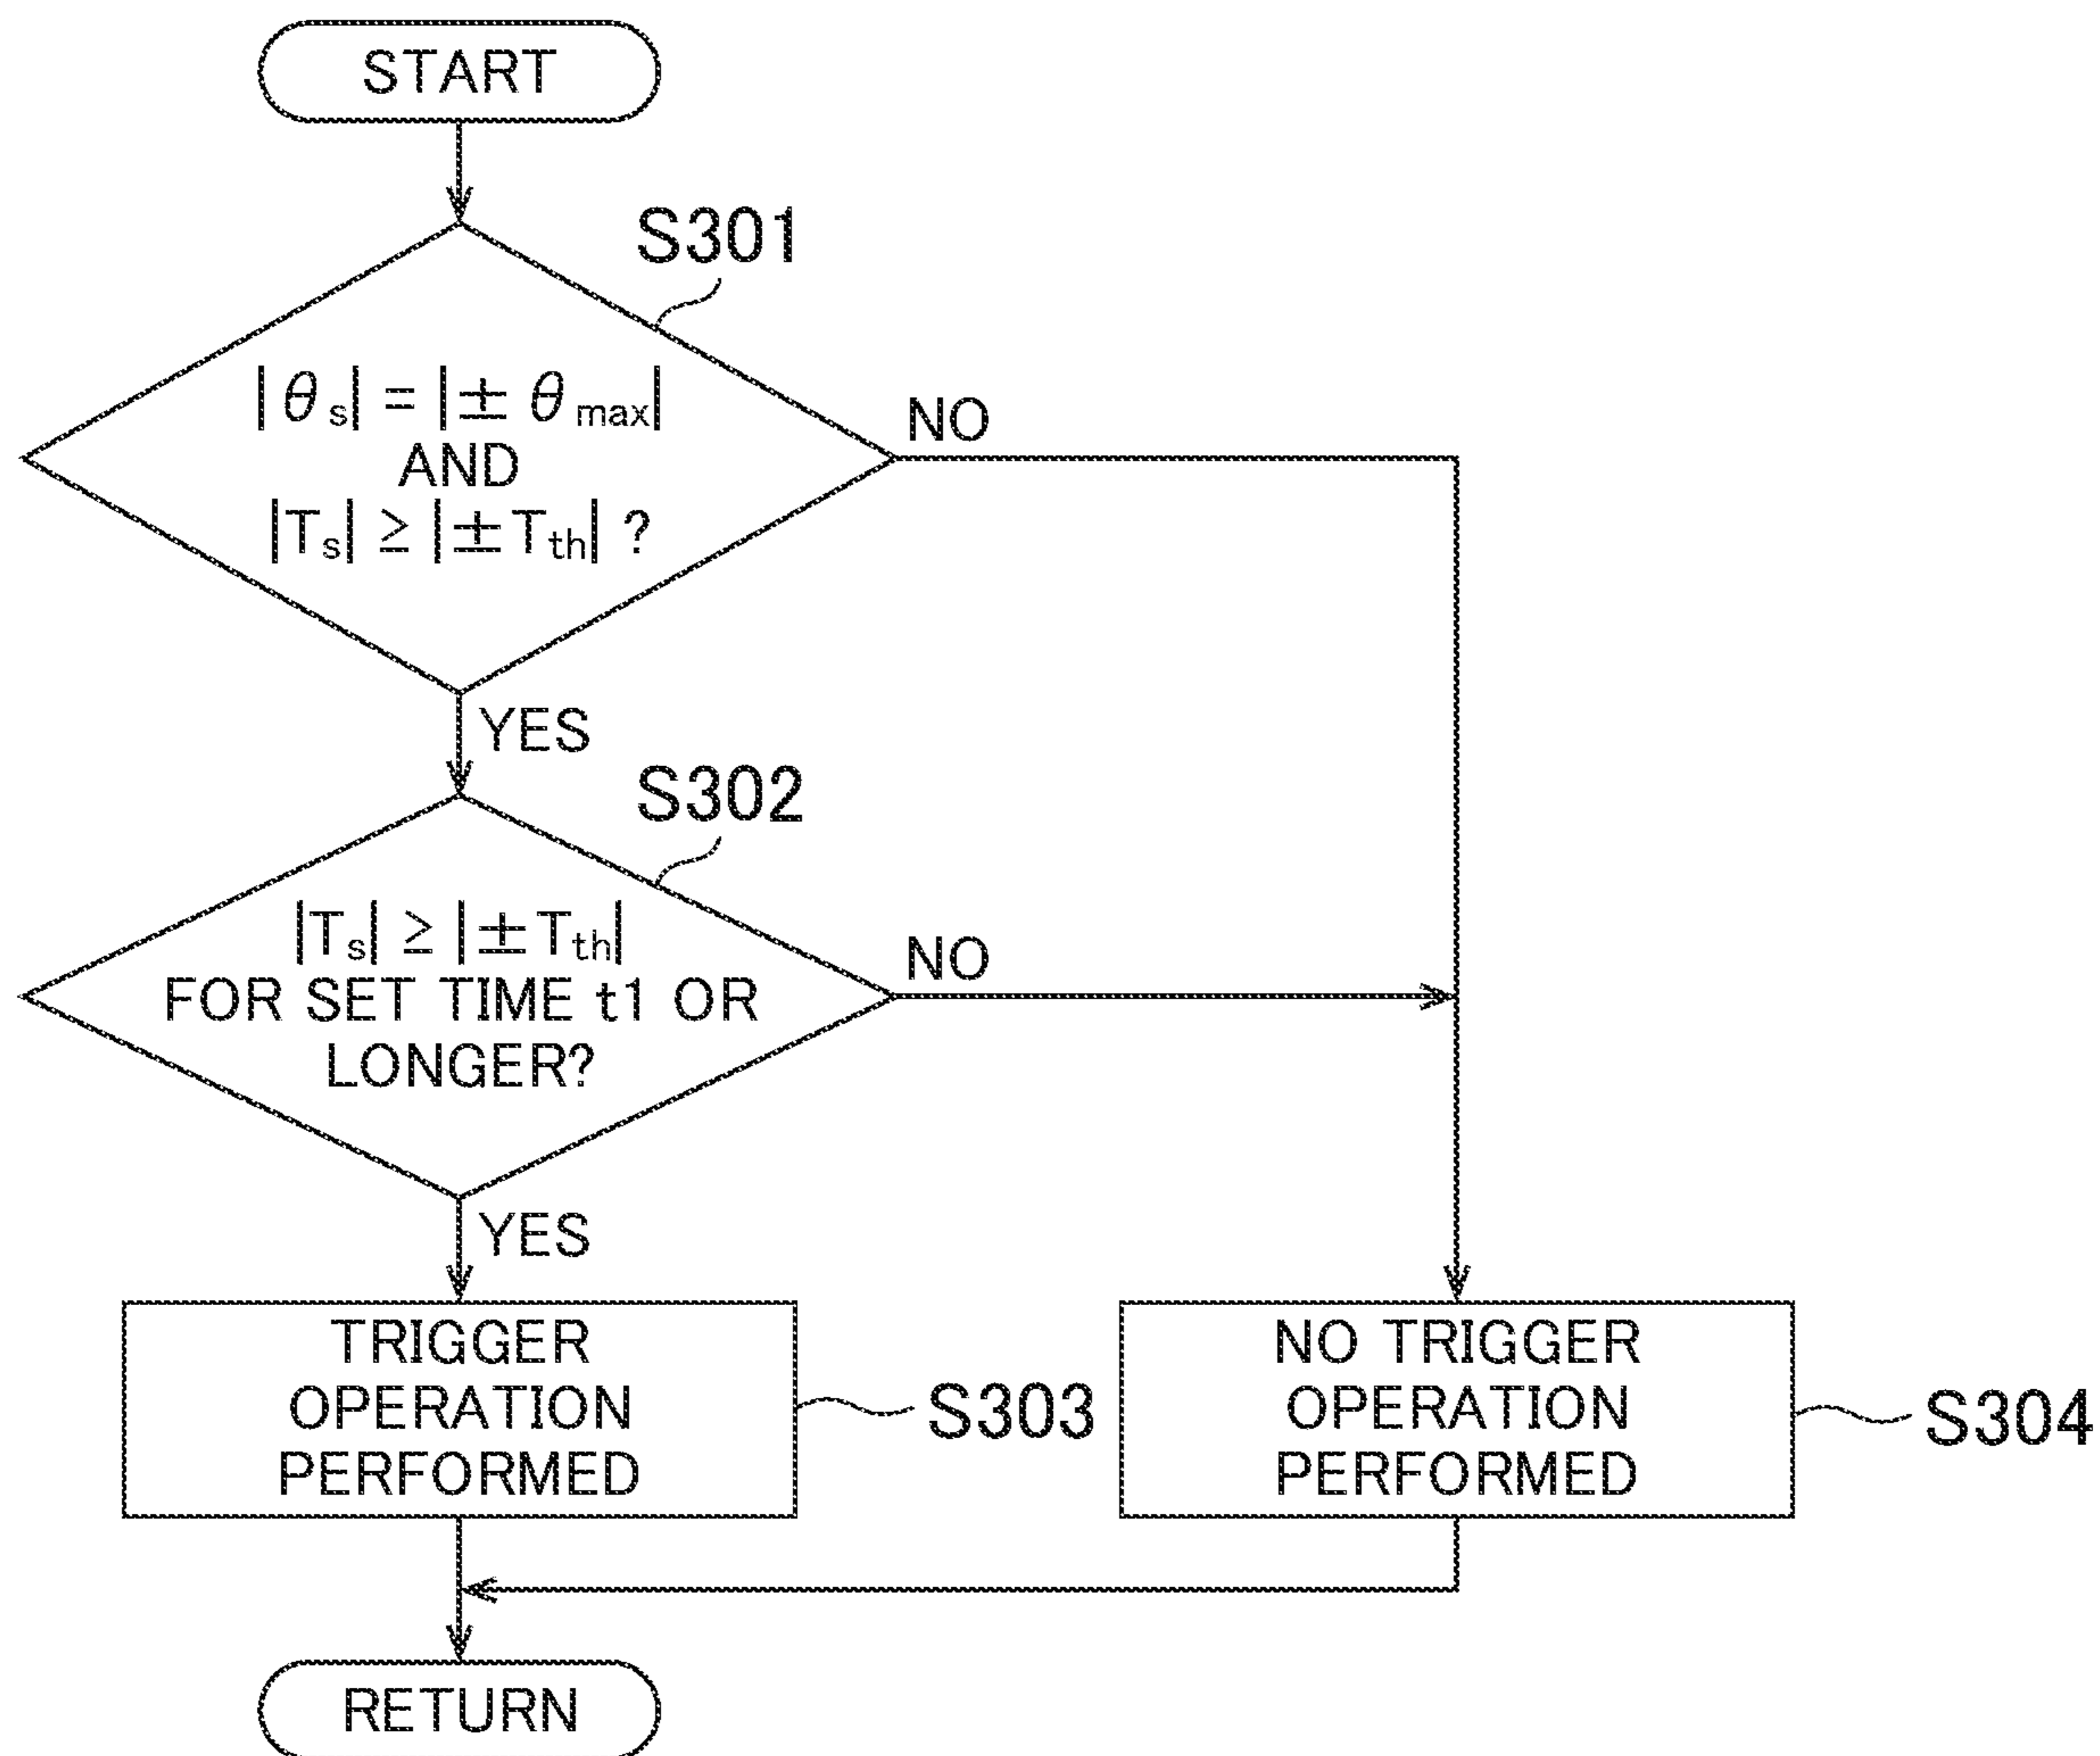 START
S301
|θs| = |± θmax|
AND
|Ts| ≥ |±Tth| ?
NO
YES
S302
|Ts| ≥ |±Tth|
FOR SET TIME t1 OR
LONGER?
NO
YES
TRIGGER
OPERATION
PERFORMED
S303
NO TRIGGER
OPERATION
PERFORMED
S304
RETURN